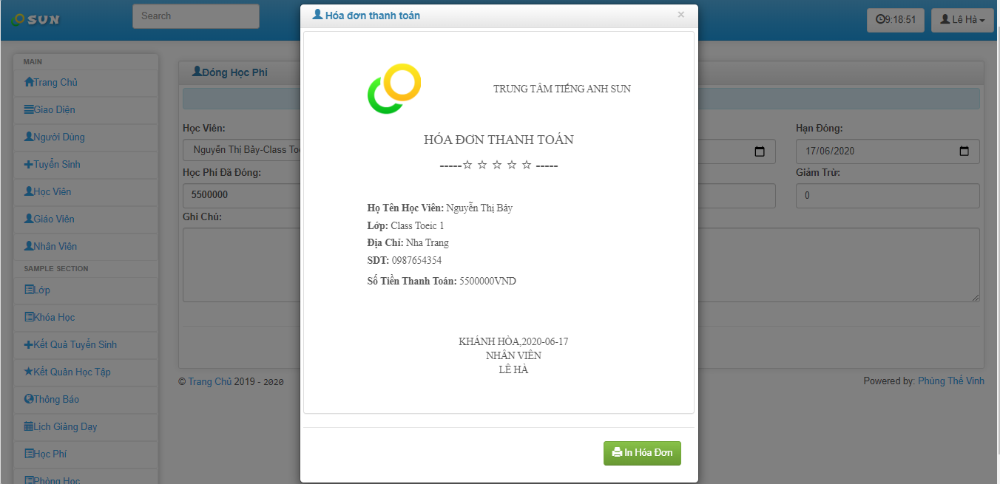 SUN
Search
9:18:51
Lê Hà
MAIN
Trang Chủ
Giao Diện
Người Dùng
Tuyển Sinh
Học Viên
Giáo Viên
Nhân Viên
SAMPLE SECTION
Lớp
Khóa Học
Kết Quả Tuyển Sinh
Kết Quản Học Tập
Thông Báo
Lịch Giảng Dạy
Học Phí
Phòng Học
Đóng Học Phí
Học Viên:
Nguyễn Thị Bảy-Class Toe
Hạn Đóng:
17/06/2020
Học Phí Đã Đóng:
5500000
Giảm Trừ:
0
Ghi Chú:
© Trang Chủ 2019 - 2020
Powered by: Phùng Thế Vinh
Hóa đơn thanh toán
×
TRUNG TÂM TIẾNG ANH SUN
HÓA ĐƠN THANH TOÁN
-----☆ ☆ ☆ ☆ ☆ -----
Họ Tên Học Viên: Nguyễn Thị Bảy
Lớp: Class Toeic 1
Địa Chỉ: Nha Trang
SDT: 0987654354
Số Tiền Thanh Toán: 5500000VND
KHÁNH HÒA,2020-06-17
NHÂN VIÊN
LÊ HÀ
In Hóa Đơn